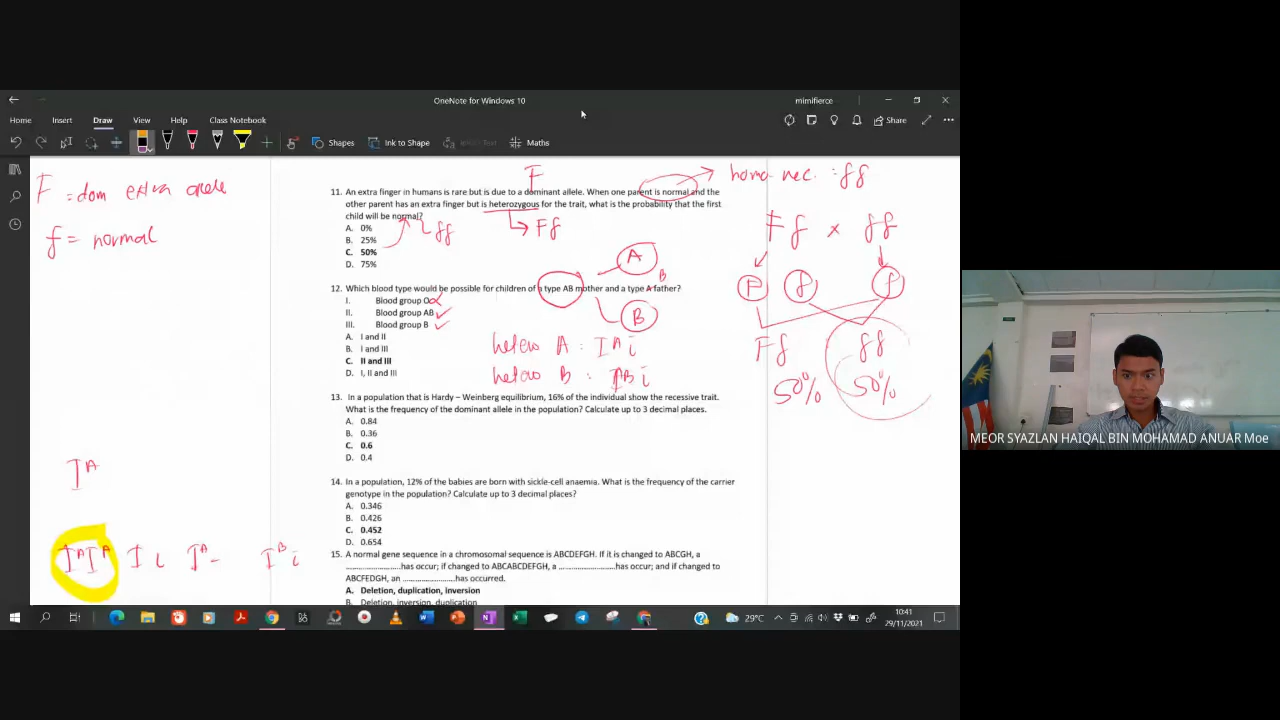 OneNote for Windows 10
mimifierce
Home Insert Draw View Help Class Notebook
Share
Shapes
Ink to Shape
Maths
F = dom extra allele
f = normal
F
homo rec. : ff
11. An extra finger in humans is rare but is due to a dominant allele. When one parent is normal and the
other parent has an extra finger but is heterozygous for the trait, what is the probability that the first
child will be normal?
ff
Ff
A. 0%
B. 25%
C. 50%
D. 75%
Ff x ff
F f f
Ff ff
50% 50%
A
B
B
12. Which blood type would be possible for children of a type AB mother and a type A father?
I. Blood group O
II. Blood group AB
III. Blood group B
A. I and II
B. I and III
C. II and III
D. I, II and III
hetero A : Iᴬ i
hetero B : Iᴮ i
13. In a population that is Hardy – Weinberg equilibrium, 16% of the individual show the recessive trait.
What is the frequency of the dominant allele in the population? Calculate up to 3 decimal places.
A. 0.84
B. 0.36
C. 0.6
D. 0.4
Iᴬ
14. In a population, 12% of the babies are born with sickle-cell anaemia. What is the frequency of the carrier
genotype in the population? Calculate up to 3 decimal places?
A. 0.346
B. 0.426
C. 0.452
D. 0.654
IᴬIᴬ I i Iᴬ - Iᴮ i
15. A normal gene sequence in a chromosomal sequence is ABCDEFGH. If it is changed to ABCGH, a
...........................has occur; if changed to ABCABCDEFGH, a ...........................has occur; and if changed to
ABCFEDGH, an ...........................has occurred.
A. Deletion, duplication, inversion
B. Deletion, inversion, duplication
MEOR SYAZLAN HAIQAL BIN MOHAMAD ANUAR Moe
29°C
10:41
29/11/2021